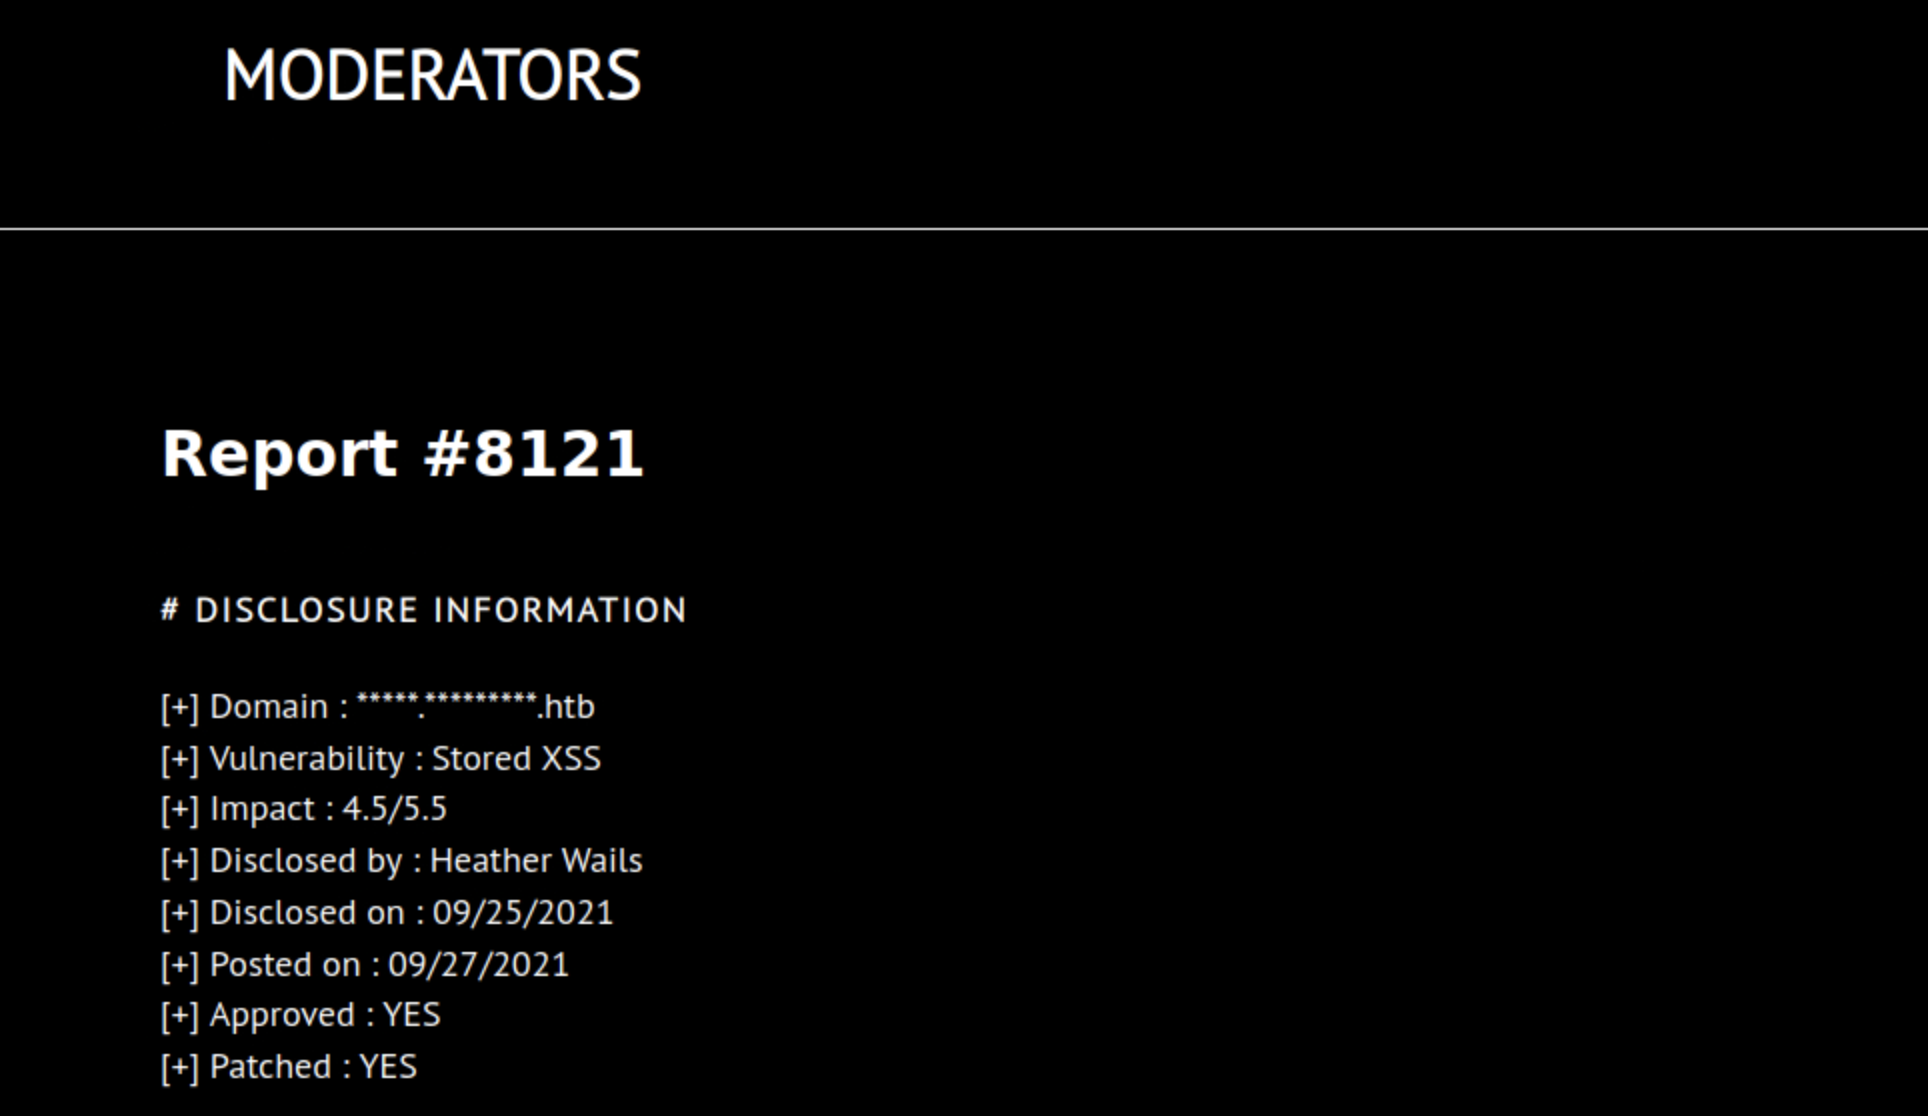 MODERATORS
Report #8121
# DISCLOSURE INFORMATION
[+] Domain : *****.*********.htb
[+] Vulnerability : Stored XSS
[+] Impact : 4.5/5.5
[+] Disclosed by : Heather Wails
[+] Disclosed on : 09/25/2021
[+] Posted on : 09/27/2021
[+] Approved : YES
[+] Patched : YES